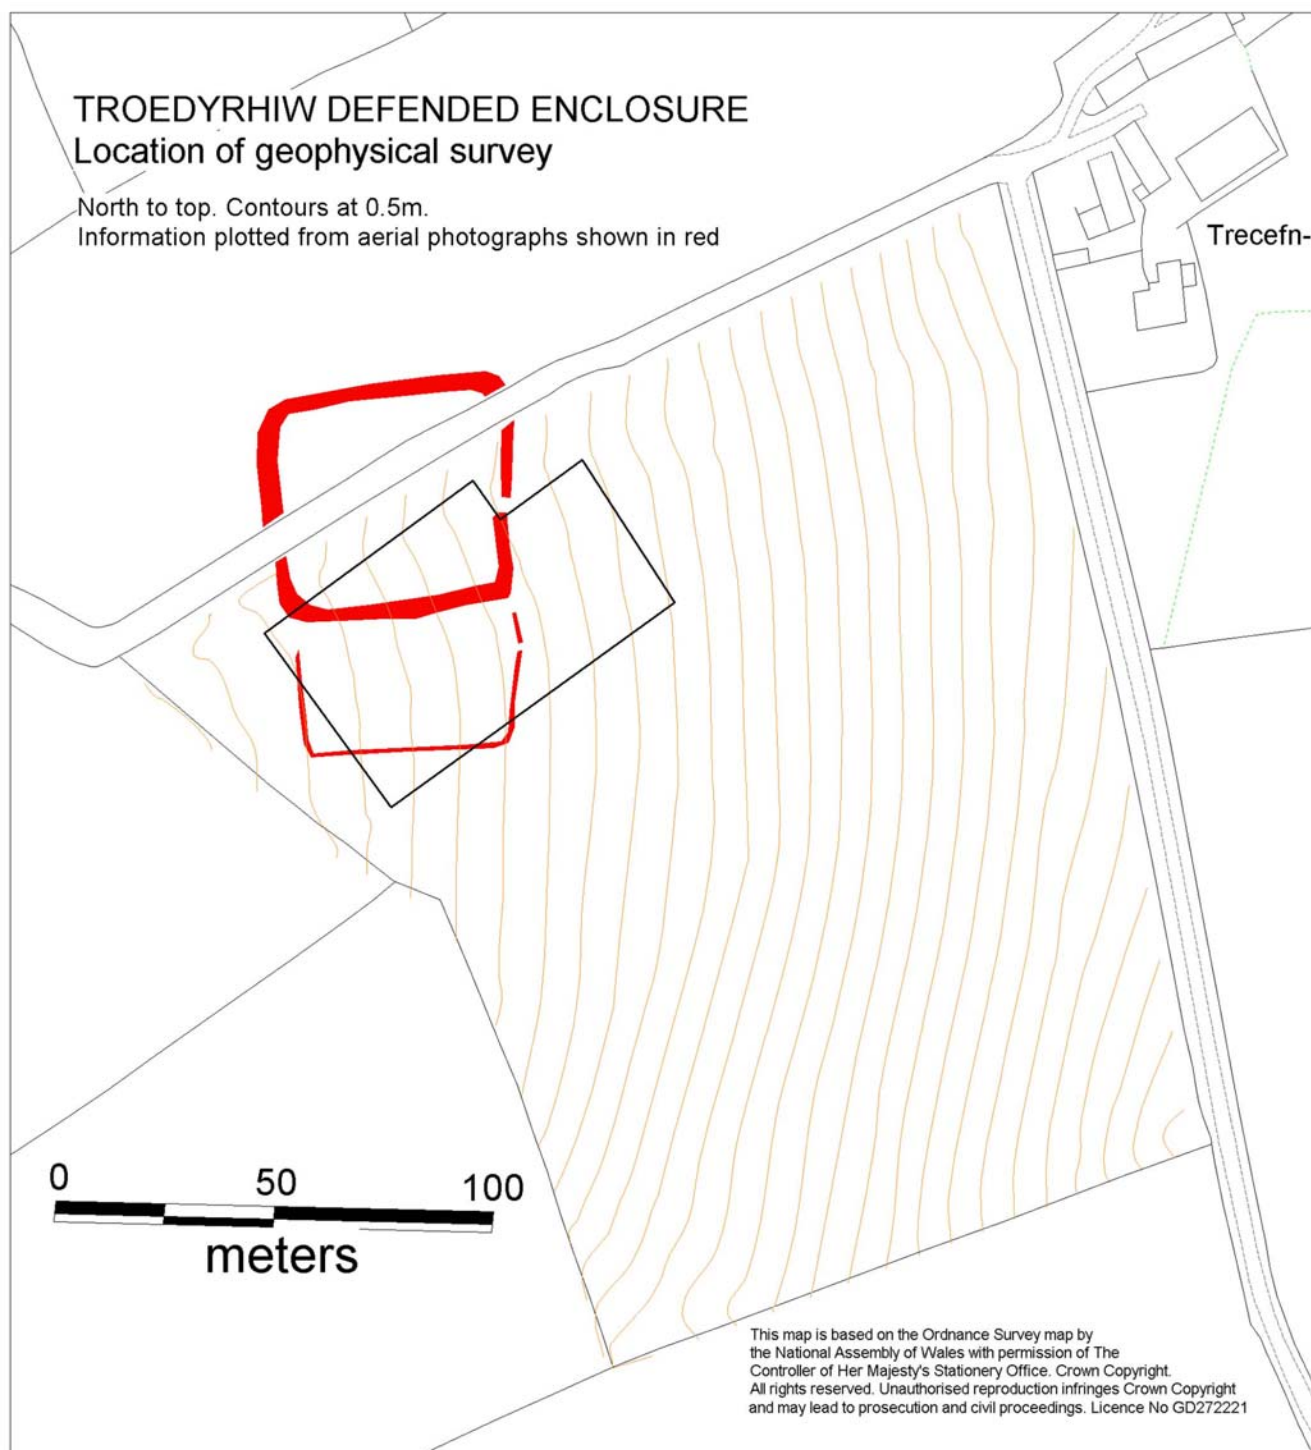 TROEDYRHIW DEFENDED ENCLOSURE
Location of geophysical survey
North to top. Contours at 0.5m.
Information plotted from aerial photographs shown in red
Trecefn-
0 50 100
meters
This map is based on the Ordnance Survey map by
the National Assembly of Wales with permission of The
Controller of Her Majesty's Stationery Office. Crown Copyright.
All rights reserved. Unauthorised reproduction infringes Crown Copyright
and may lead to prosecution and civil proceedings. Licence No GD272221